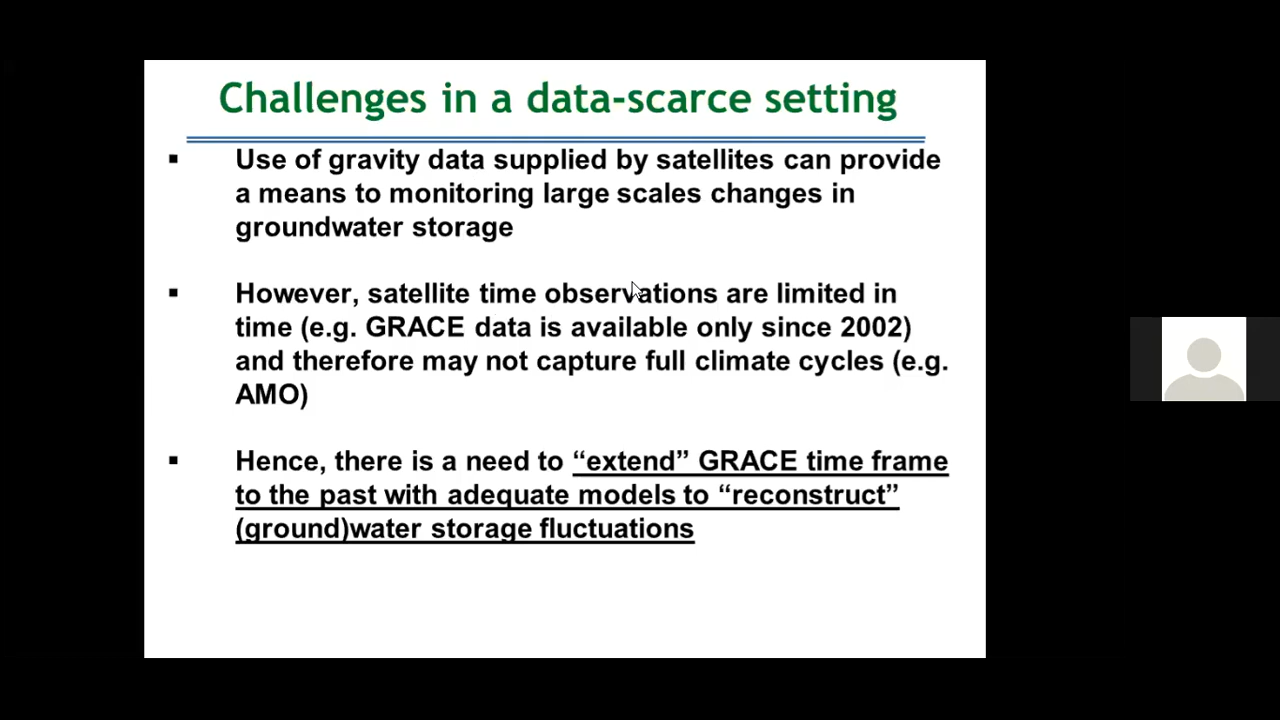 Challenges in a data-scarce setting
▪ Use of gravity data supplied by satellites can provide
a means to monitoring large scales changes in
groundwater storage
▪ However, satellite time observations are limited in
time (e.g. GRACE data is available only since 2002)
and therefore may not capture full climate cycles (e.g.
AMO)
▪ Hence, there is a need to “extend” GRACE time frame
to the past with adequate models to “reconstruct”
(ground)water storage fluctuations